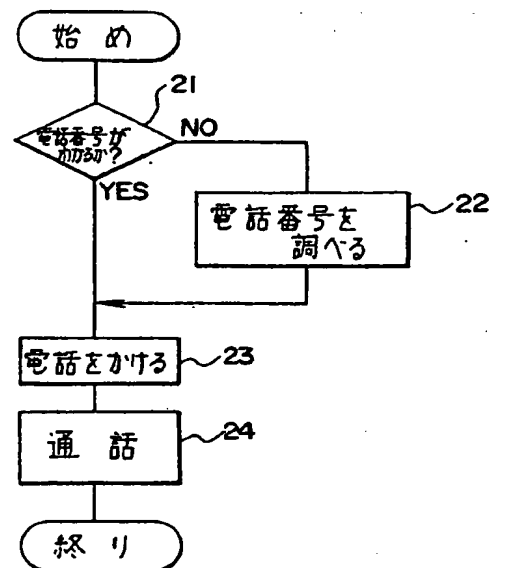 始め
21
電話番号が
わかるか?
NO
YES
電話番号を
調べる
22
電話をかける
23
通話
24
終り